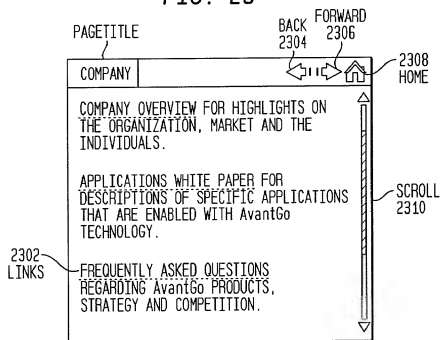 PAGETITLE
BACK
2304
FORWARD
2306
2308
HOME
COMPANY
COMPANY OVERVIEW FOR HIGHLIGHTS ON
THE ORGANIZATION, MARKET AND THE
INDIVIDUALS.
APPLICATIONS WHITE PAPER FOR
DESCRIPTIONS OF SPECIFIC APPLICATIONS
THAT ARE ENABLED WITH AvantGo
TECHNOLOGY.
SCROLL
2310
2302
LINKS
FREQUENTLY ASKED QUESTIONS
REGARDING AvantGo PRODUCTS,
STRATEGY AND COMPETITION.